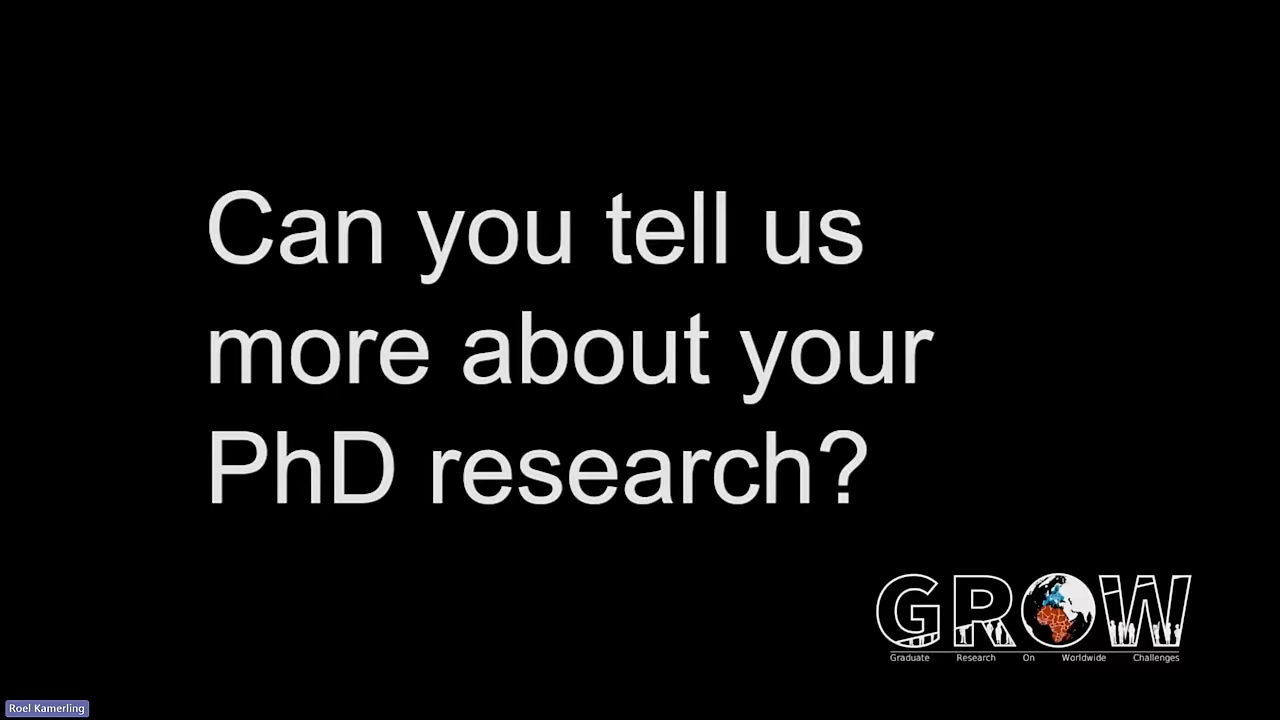 Can you tell us
more about your
PhD research?
GROW
Graduate Research On Worldwide Challenges
Roel Kamerling